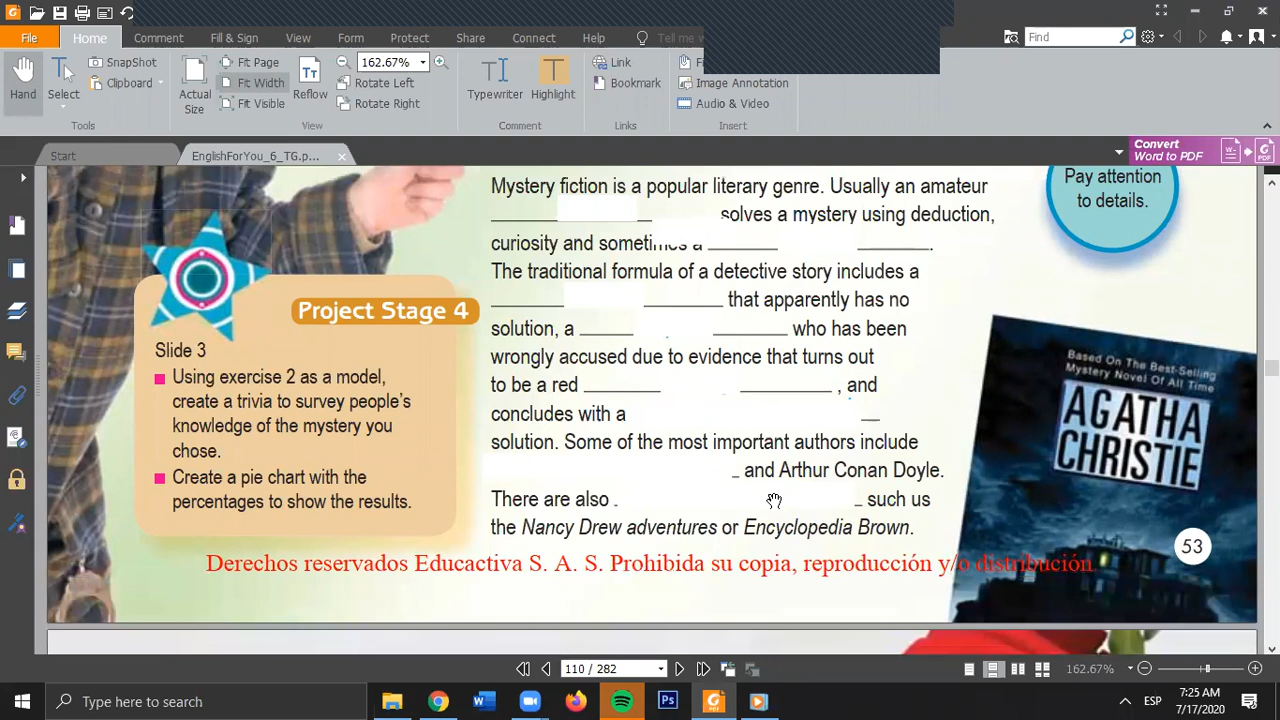 File Home Comment Fill & Sign View Form Protect Share Connect Help Tell me Find
SnapShot Fit Page 162.67% Link Fi
Clipboard Fit Width Rotate Left Bookmark Image Annotation
Hand Select Actual Size Fit Visible Reflow Rotate Right Typewriter Highlight Audio & Video
Tools View Comment Links Insert
Start EnglishForYou_6_TG.p... Convert
Word to PDF
Mystery fiction is a popular literary genre. Usually an amateur
solves a mystery using deduction,
curiosity and sometimes a .
The traditional formula of a detective story includes a
that apparently has no
solution, a who has been
wrongly accused due to evidence that turns out
to be a red , and
concludes with a
solution. Some of the most important authors include
and Arthur Conan Doyle.
There are also such us
the Nancy Drew adventures or Encyclopedia Brown.
Pay attention
to details.
Project Stage 4
Slide 3
Using exercise 2 as a model,
create a trivia to survey people's
knowledge of the mystery you
chose.
Create a pie chart with the
percentages to show the results.
Based On The Best-Selling
Mystery Novel Of All Time
AGATHA
CHRISTIE
53
Derechos reservados Educactiva S. A. S. Prohibida su copia, reproducción y/o distribución.
110 / 282 162.67%
Type here to search ESP 7:25 AM
7/17/2020